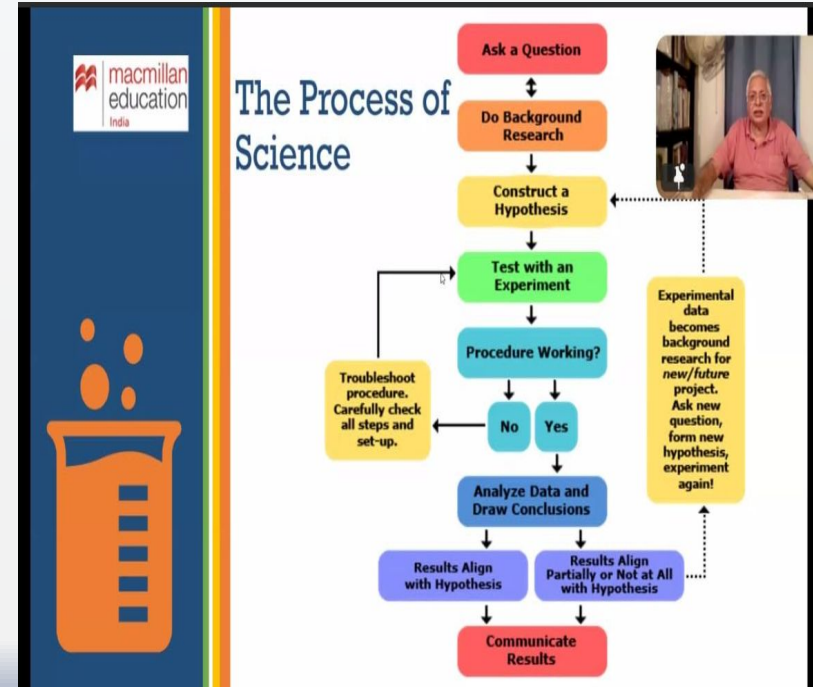 macmillan
education
India
The Process of
Science
Ask a Question
Do Background
Research
Construct a
Hypothesis
Test with an
Experiment
Procedure Working?
No
Yes
Troubleshoot
procedure.
Carefully check
all steps and
set-up.
Analyze Data and
Draw Conclusions
Results Align
with Hypothesis
Results Align
Partially or Not at All
with Hypothesis
Communicate
Results
Experimental
data
becomes
background
research for
new/future
project.
Ask new
question,
form new
hypothesis,
experiment
again!